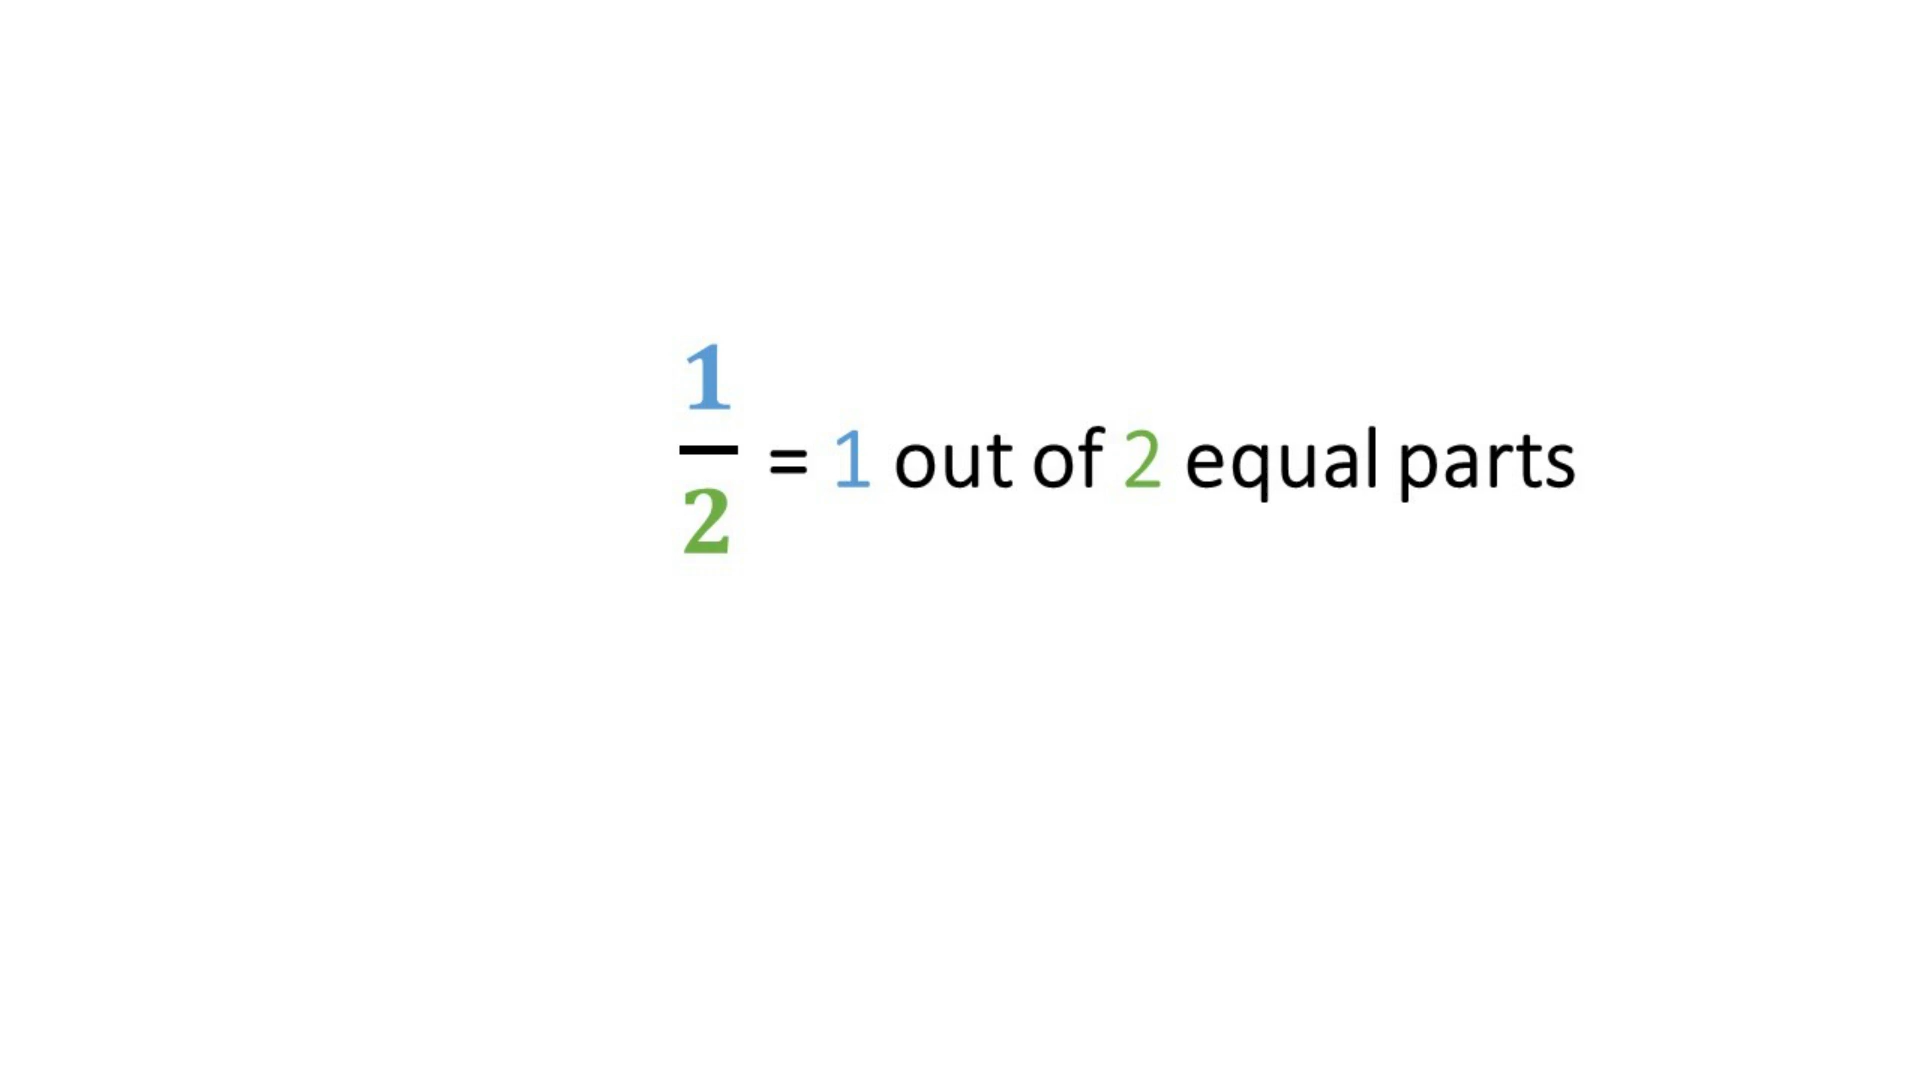 1/2 = 1 out of 2 equal parts